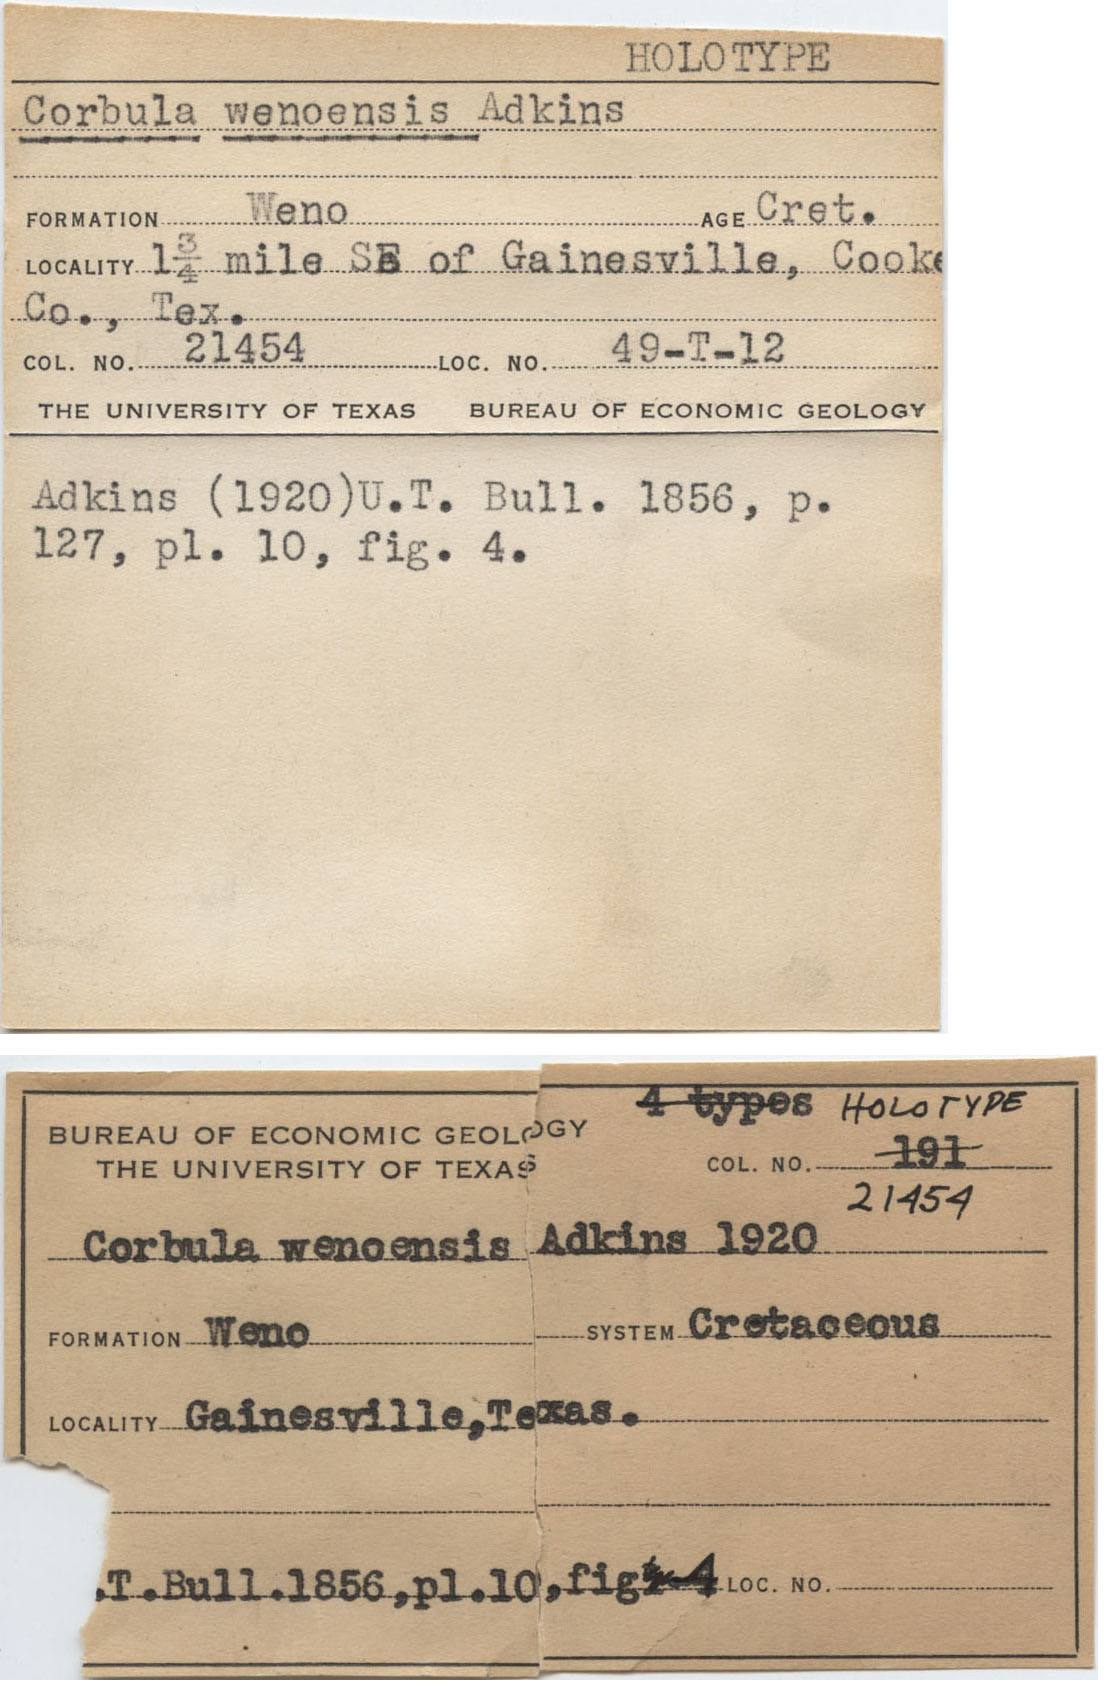 HOLOTYPE
Corbula wenoensis Adkins
FORMATION Weno AGE Cret.
LOCALITY 1 3/4 mile SE of Gainesville, Cooke
Co., Tex.
COL. NO. 21454 LOC. NO. 49-T-12
THE UNIVERSITY OF TEXAS BUREAU OF ECONOMIC GEOLOGY
Adkins (1920)U.T. Bull. 1856, p.
127, pl. 10, fig. 4.
4 types HOLOTYPE
BUREAU OF ECONOMIC GEOLOGY
THE UNIVERSITY OF TEXAS
COL. NO. 191
21454
Corbula wenoensis Adkins 1920
FORMATION Weno SYSTEM Cretaceous
LOCALITY Gainesville,Texas.
.T.Bull.1856,pl.10,fig 4 LOC. NO.